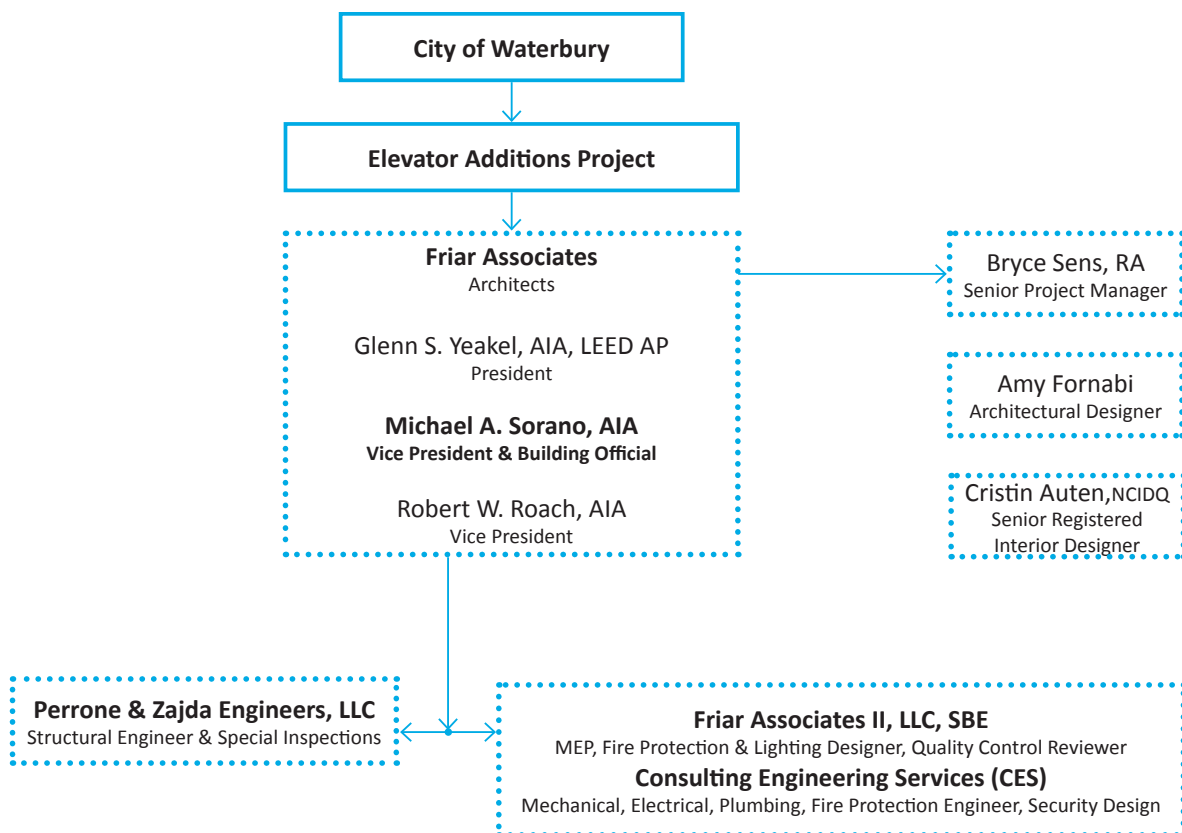 City of Waterbury
Elevator Additions Project
Friar Associates
Architects
Glenn S. Yeakel, AIA, LEED AP
President
Michael A. Sorano, AIA
Vice President & Building Official
Robert W. Roach, AIA
Vice President
Bryce Sens, RA
Senior Project Manager
Amy Fornabi
Architectural Designer
Cristin Auten,NCIDQ
Senior Registered
Interior Designer
Perrone & Zajda Engineers, LLC
Structural Engineer & Special Inspections
Friar Associates II, LLC, SBE
MEP, Fire Protection & Lighting Designer, Quality Control Reviewer
Consulting Engineering Services (CES)
Mechanical, Electrical, Plumbing, Fire Protection Engineer, Security Design